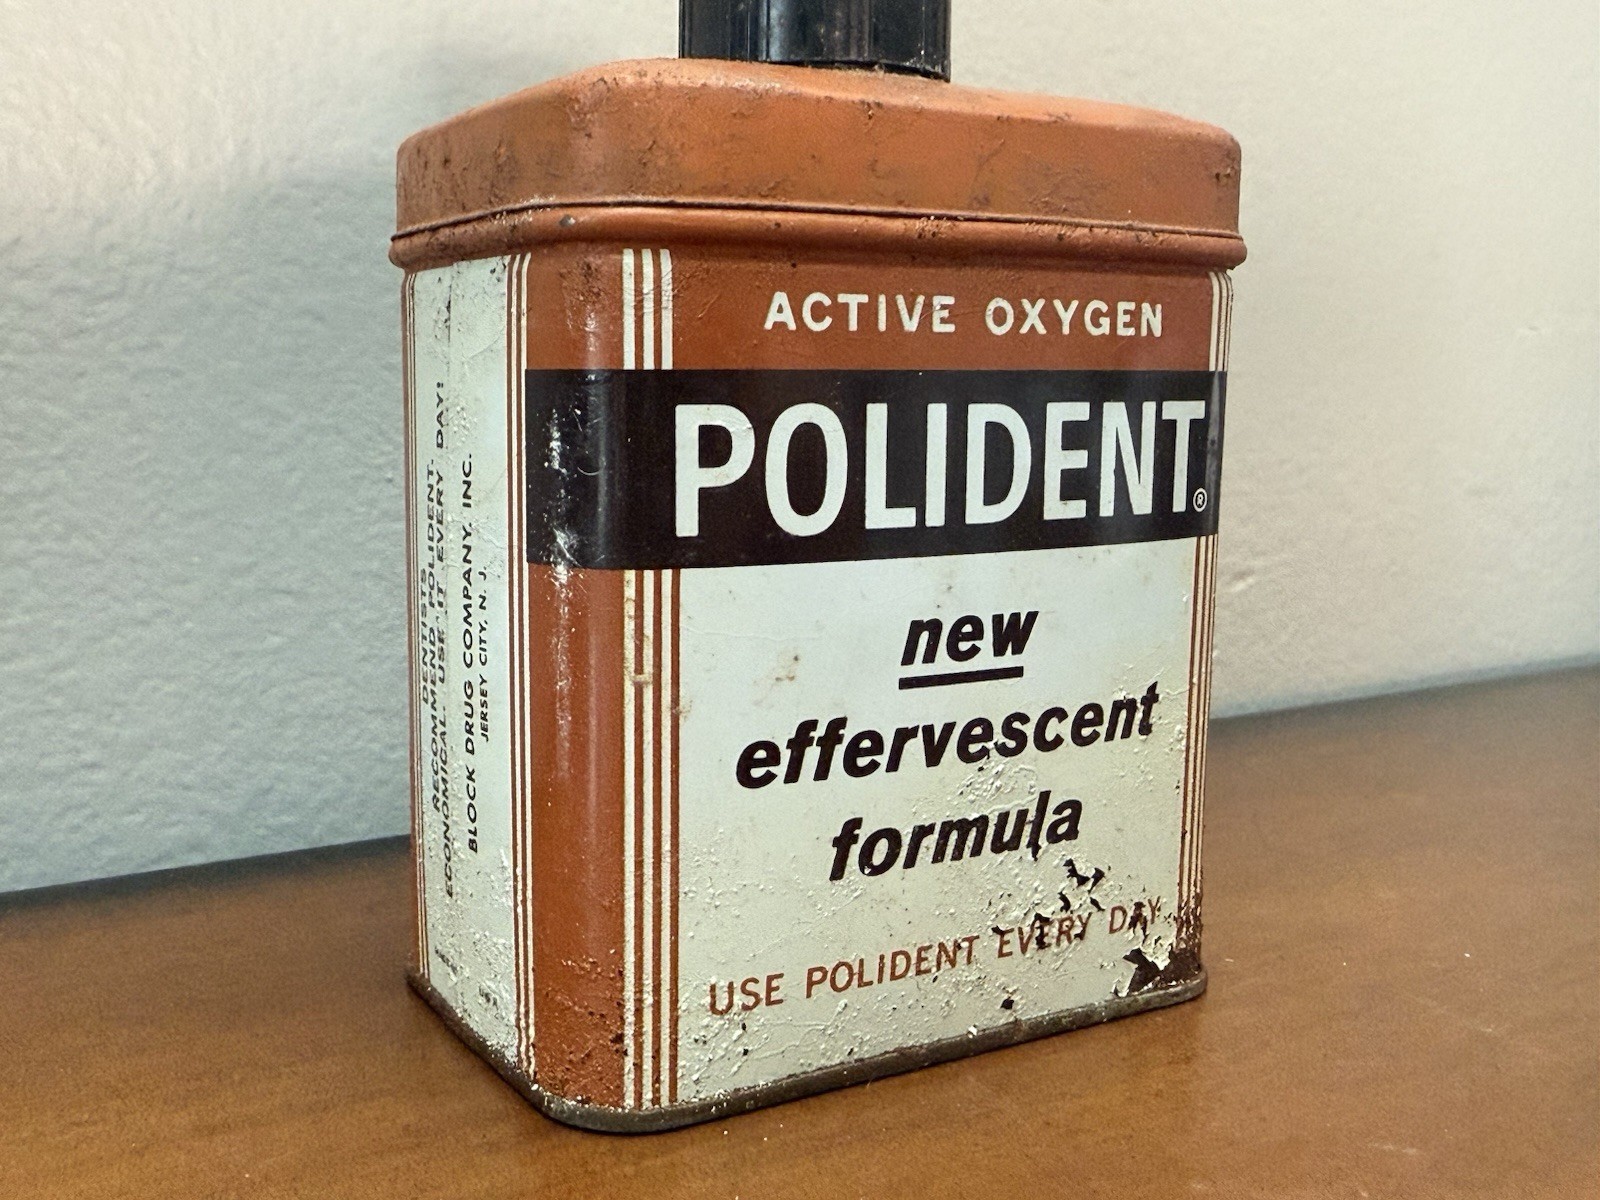 ACTIVE OXYGEN
POLIDENT®
new
effervescent
formula
USE POLIDENT EVERY DAY
DENTISTS
RECOMMEND POLIDENT.
ECONOMICAL. USE IT EVERY DAY!
BLOCK DRUG COMPANY, INC.
JERSEY CITY, N. J.